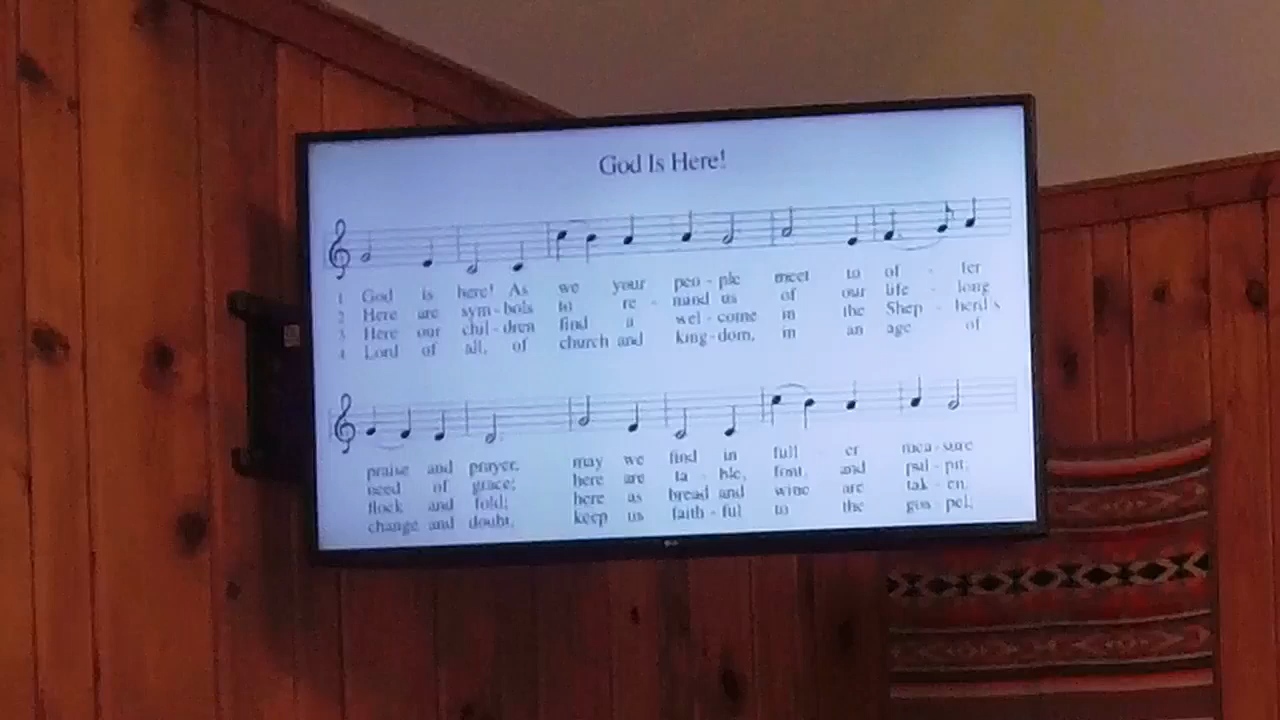 God Is Here!
1 God is here! As we your peo - ple meet to of - fer
2 Here are sym - bols to re - mind us of our life - long
3 Here our chil - dren find a wel - come in the Shep - herd's
4 Lord of all, of church and king - dom, in an age of
praise and prayer, may we find in full - er mea - sure
need of grace; here are ta - ble, font, and pul - pit,
flock and fold; here as bread and wine are tak - en,
change and doubt, keep us faith - ful to the gos - pel;
LG